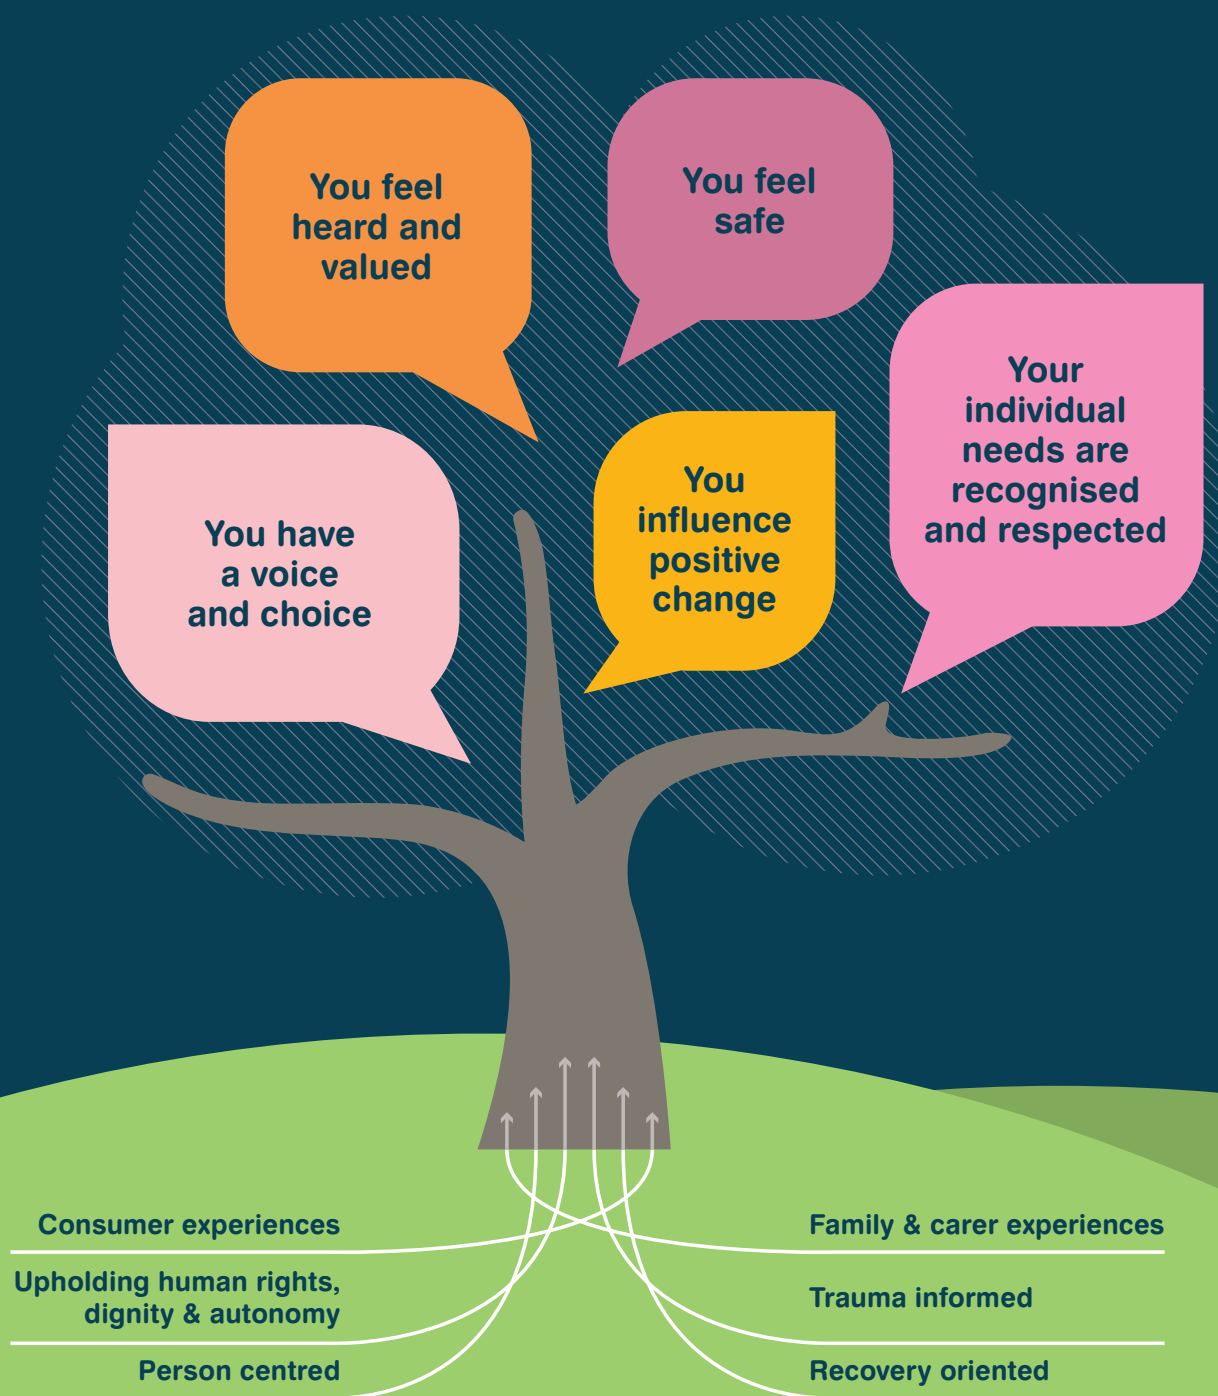 You feel
heard and
valued
You feel
safe
Your
individual
needs are
recognised
and respected
You have
a voice
and choice
You
influence
positive
change
Consumer experiences
Family & carer experiences
Upholding human rights,
dignity & autonomy
Trauma informed
Person centred
Recovery oriented